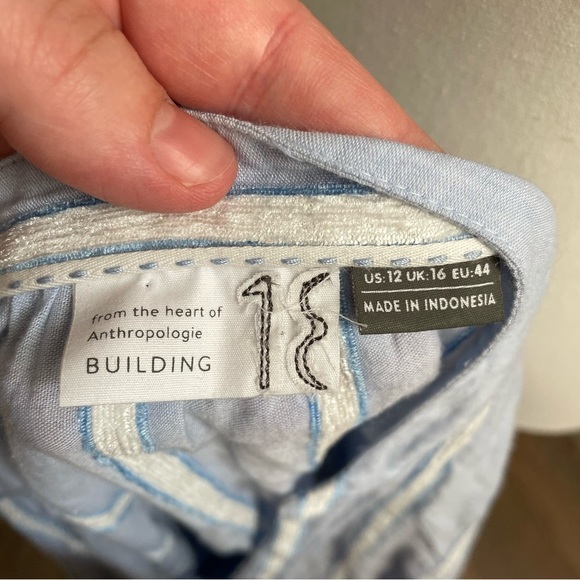 from the heart of
Anthropologie
BUILDING 18
US:12 UK:16 EU:44
MADE IN INDONESIA